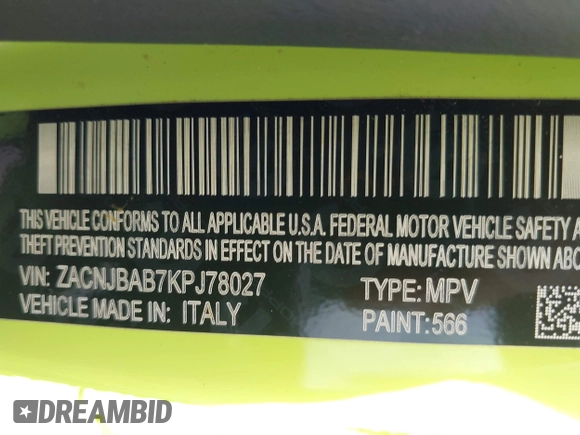 THIS VEHICLE CONFORMS TO ALL APPLICABLE U.S.A. FEDERAL MOTOR VEHICLE SAFETY
THEFT PREVENTION STANDARDS IN EFFECT ON THE DATE OF MANUFACTURE SHOWN
VIN: ZACNJBAB7KPJ78027 TYPE: MPV
VEHICLE MADE IN: ITALY PAINT: 566
DREAMBID